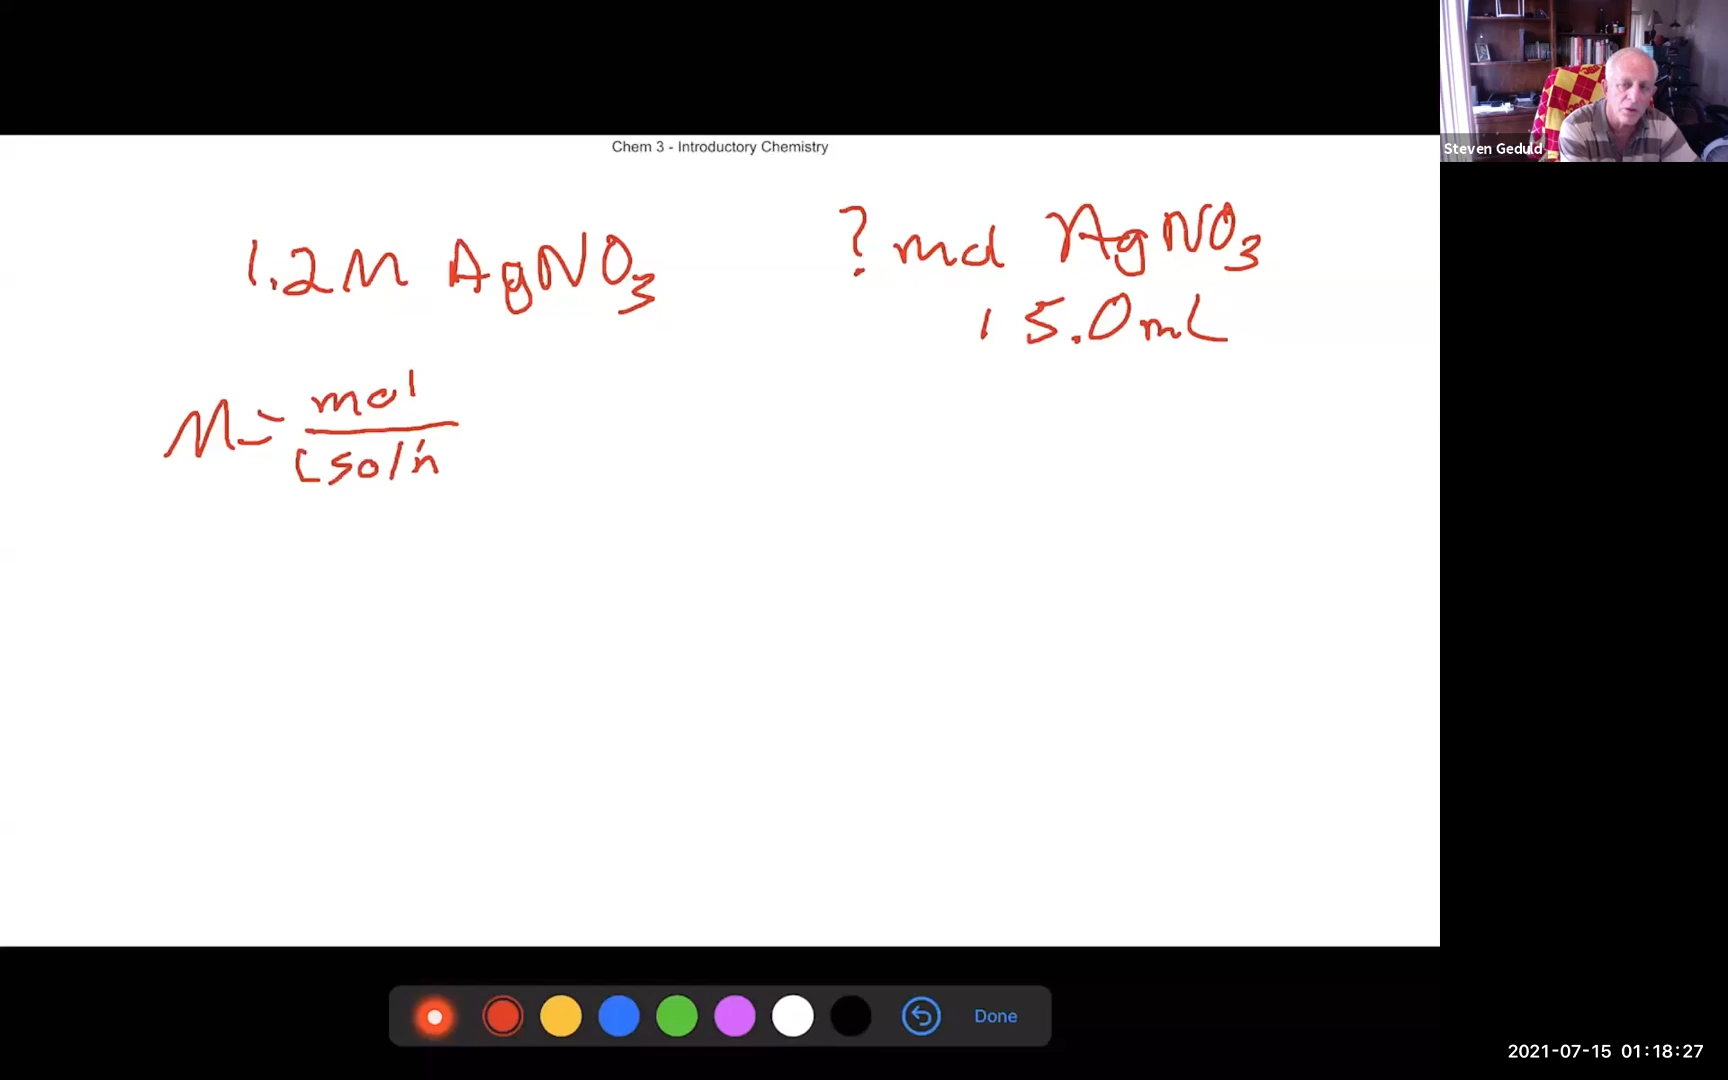 Steven Geduld
Chem 3 - Introductory Chemistry
1.2M AgNO3
? mol AgNO3
15.0mL
M = mol
L sol'n
Done
2021-07-15 01:18:27